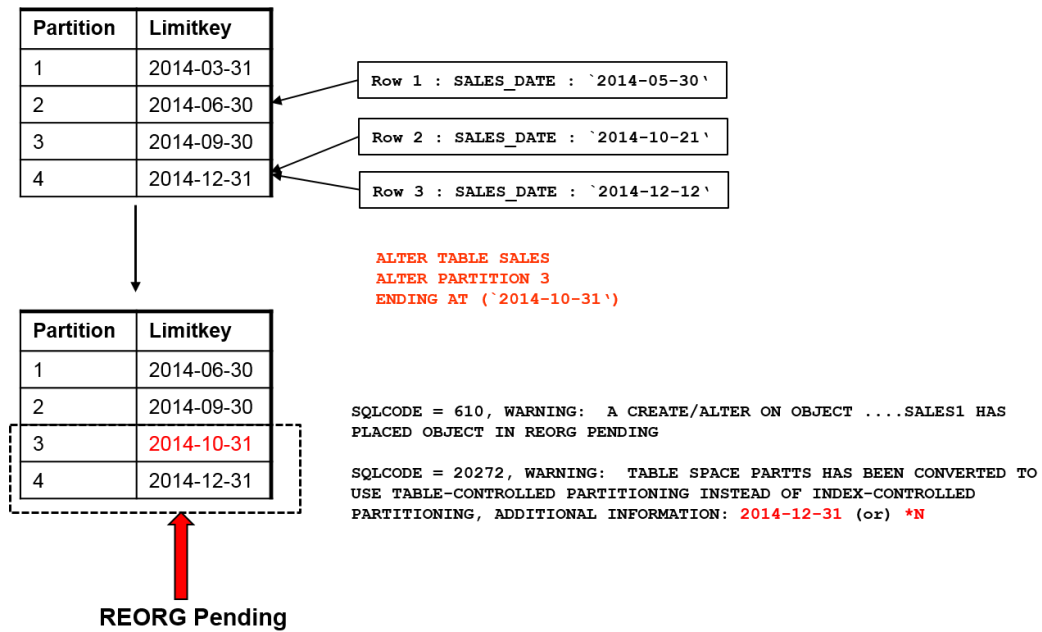 Partition Limitkey
1 2014-03-31
2 2014-06-30
3 2014-09-30
4 2014-12-31
Row 1 : SALES_DATE : `2014-05-30‛
Row 2 : SALES_DATE : `2014-10-21‛
Row 3 : SALES_DATE : `2014-12-12‛
ALTER TABLE SALES
ALTER PARTITION 3
ENDING AT (`2014-10-31‛)
Partition Limitkey
1 2014-06-30
2 2014-09-30
3 2014-10-31
4 2014-12-31
SQLCODE = 610, WARNING: A CREATE/ALTER ON OBJECT ....SALES1 HAS
PLACED OBJECT IN REORG PENDING
SQLCODE = 20272, WARNING: TABLE SPACE PARTTS HAS BEEN CONVERTED TO
USE TABLE-CONTROLLED PARTITIONING INSTEAD OF INDEX-CONTROLLED
PARTITIONING, ADDITIONAL INFORMATION: 2014-12-31 (or) *N
REORG Pending